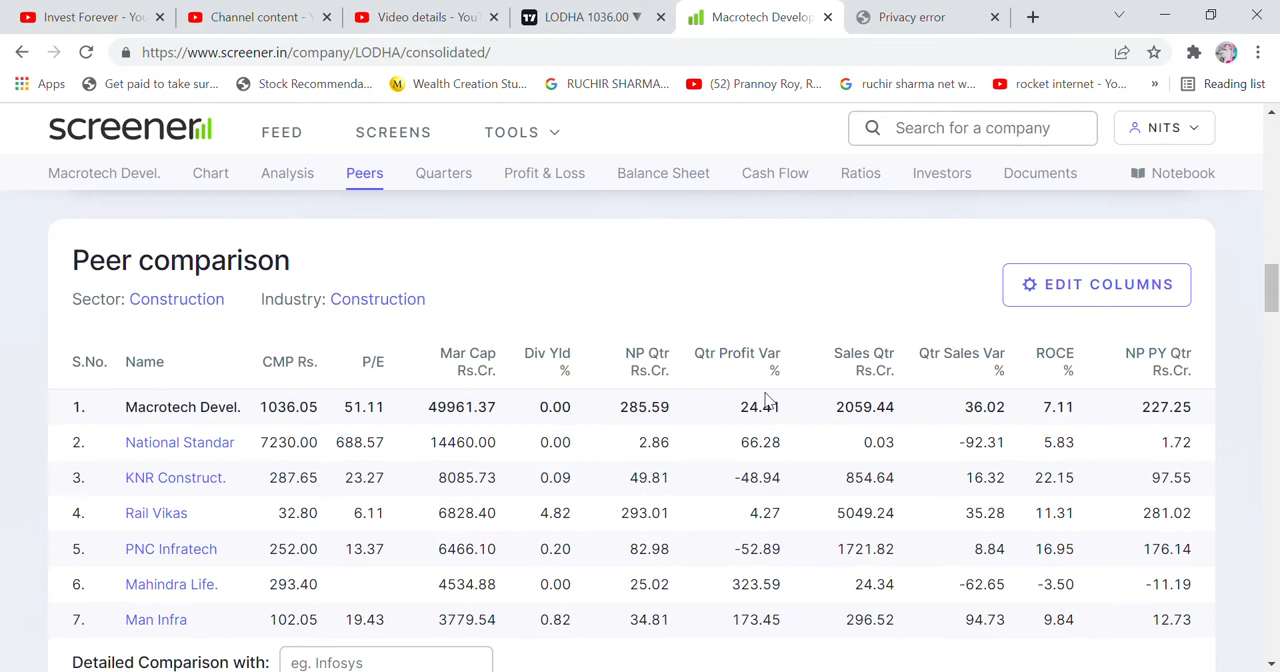 Invest Forever - You
Channel content - Y
Video details - YouT
LODHA 1036.00 ▼
Macrotech Develop
Privacy error
https://www.screener.in/company/LODHA/consolidated/
Apps
Get paid to take sur...
Stock Recommenda...
Wealth Creation Stu...
RUCHIR SHARMA...
(52) Prannoy Roy, R...
ruchir sharma net w...
rocket internet - Yo...
»
Reading list
screener
FEED
SCREENS
TOOLS
Search for a company
NITS
Macrotech Devel.
Chart
Analysis
Peers
Quarters
Profit & Loss
Balance Sheet
Cash Flow
Ratios
Investors
Documents
Notebook
Peer comparison
Sector: Construction Industry: Construction
EDIT COLUMNS
S.No. Name CMP Rs. P/E Mar Cap Rs.Cr. Div Yld % NP Qtr Rs.Cr. Qtr Profit Var % Sales Qtr Rs.Cr. Qtr Sales Var % ROCE % NP PY Qtr Rs.Cr.
1. Macrotech Devel. 1036.05 51.11 49961.37 0.00 285.59 24.41 2059.44 36.02 7.11 227.25
2. National Standar 7230.00 688.57 14460.00 0.00 2.86 66.28 0.03 -92.31 5.83 1.72
3. KNR Construct. 287.65 23.27 8085.73 0.09 49.81 -48.94 854.64 16.32 22.15 97.55
4. Rail Vikas 32.80 6.11 6828.40 4.82 293.01 4.27 5049.24 35.28 11.31 281.02
5. PNC Infratech 252.00 13.37 6466.10 0.20 82.98 -52.89 1721.82 8.84 16.95 176.14
6. Mahindra Life. 293.40 4534.88 0.00 25.02 323.59 24.34 -62.65 -3.50 -11.19
7. Man Infra 102.05 19.43 3779.54 0.82 34.81 173.45 296.52 94.73 9.84 12.73
Detailed Comparison with: eg. Infosys